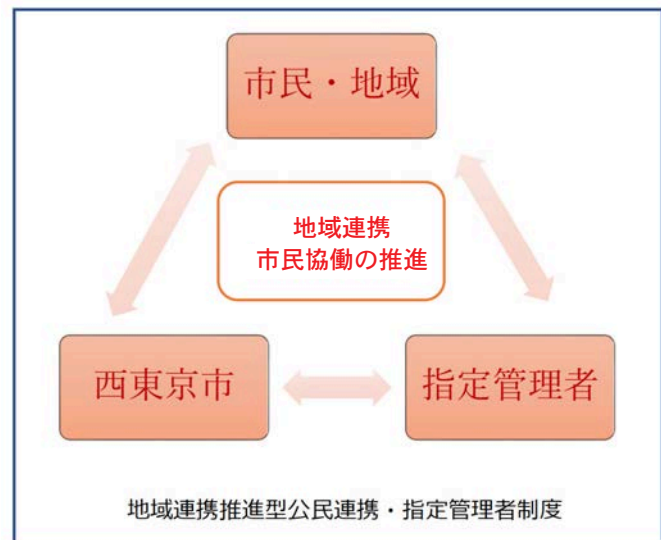 市民・地域
地域連携
市民協働の推進
西東京市
指定管理者
地域連携推進型公民連携・指定管理者制度